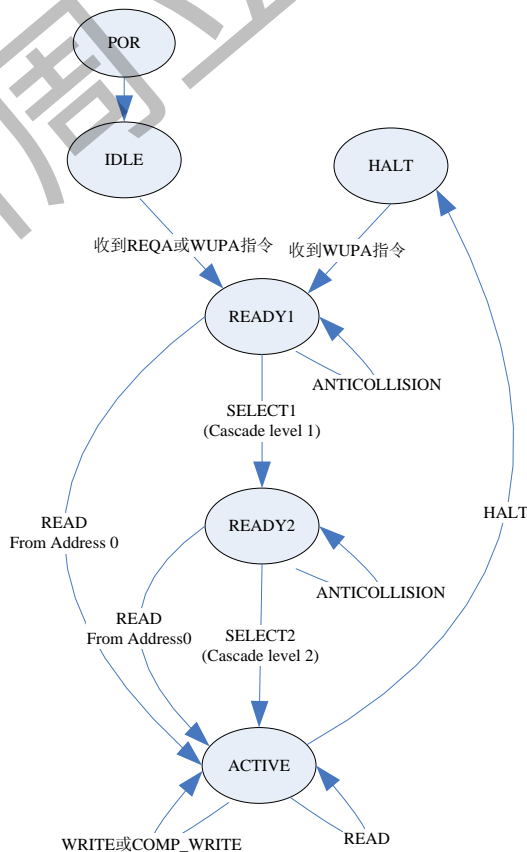 POR
IDLE
HALT
收到REQA或WUPA指令
收到WUPA指令
READY1
ANTICOLLISION
SELECT1
(Cascade level 1)
READ
From Address 0
READY2
HALT
ANTICOLLISION
READ
From Address0
SELECT2
(Cascade level 2)
ACTIVE
WRITE或COMP_WRITE
READ